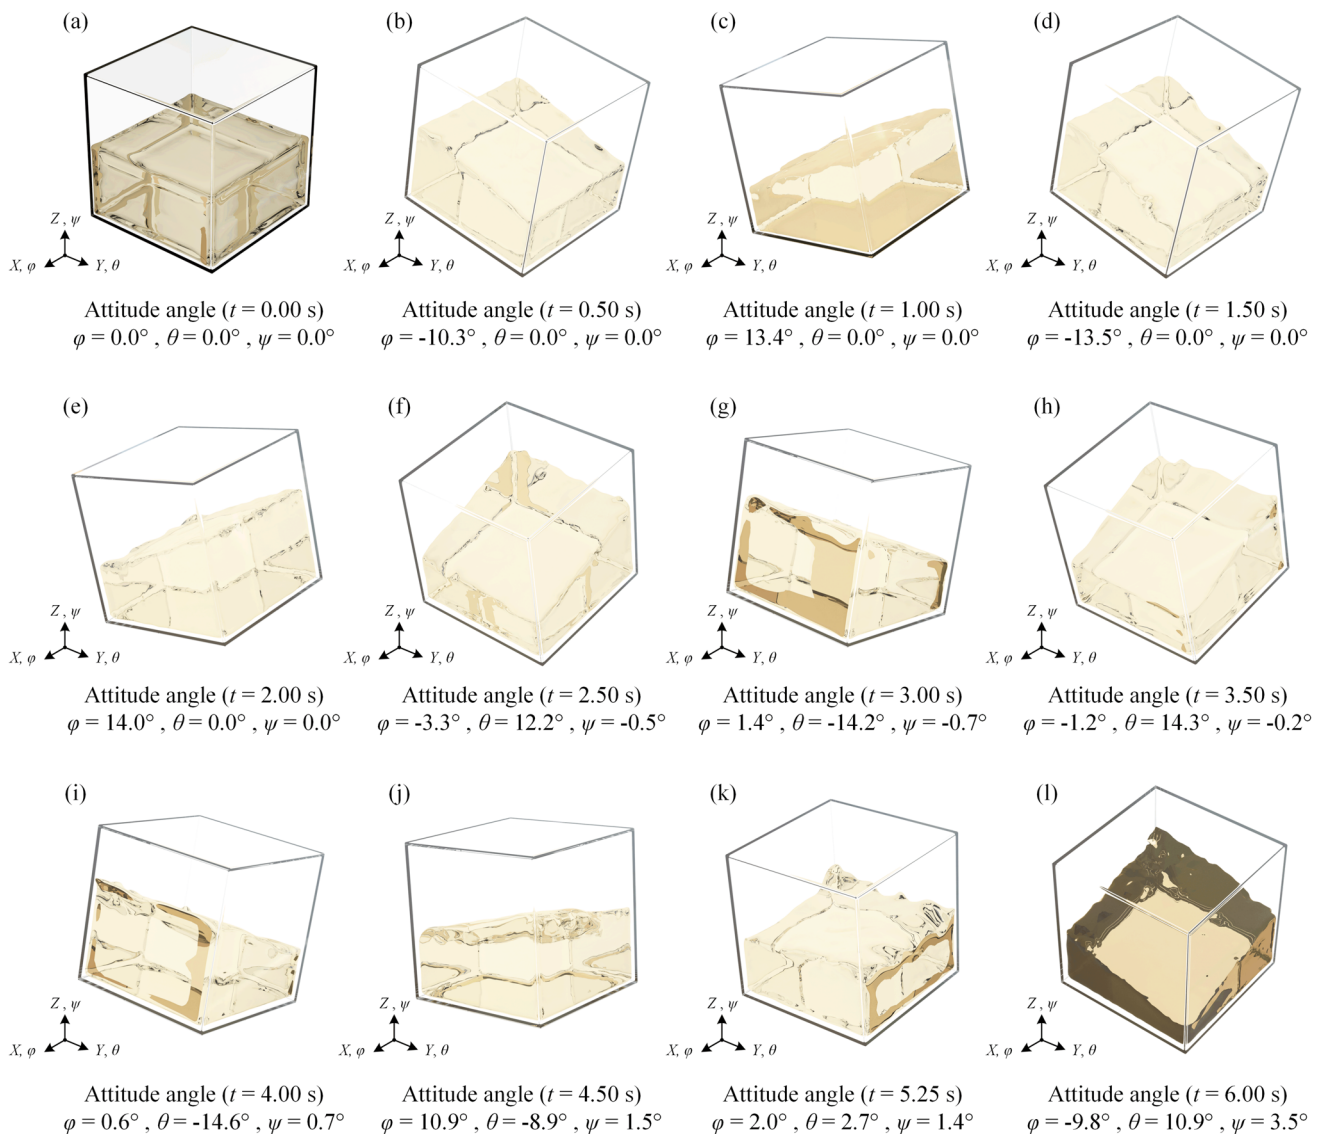 (a) (b) (c) (d)
Z , ψ Z , ψ Z , ψ Z , ψ
X, φ Y, θ X, φ Y, θ X, φ Y, θ X, φ Y, θ
Attitude angle (t = 0.00 s) Attitude angle (t = 0.50 s) Attitude angle (t = 1.00 s) Attitude angle (t = 1.50 s)
φ = 0.0° , θ = 0.0° , ψ = 0.0° φ = -10.3° , θ = 0.0° , ψ = 0.0° φ = 13.4° , θ = 0.0° , ψ = 0.0° φ = -13.5° , θ = 0.0° , ψ = 0.0°
(e) (f) (g) (h)
Z , ψ Z , ψ Z , ψ Z , ψ
X, φ Y, θ X, φ Y, θ X, φ Y, θ X, φ Y, θ
Attitude angle (t = 2.00 s) Attitude angle (t = 2.50 s) Attitude angle (t = 3.00 s) Attitude angle (t = 3.50 s)
φ = 14.0° , θ = 0.0° , ψ = 0.0° φ = -3.3° , θ = 12.2° , ψ = -0.5° φ = 1.4° , θ = -14.2° , ψ = -0.7° φ = -1.2° , θ = 14.3° , ψ = -0.2°
(i) (j) (k) (l)
Z , ψ Z , ψ Z , ψ Z , ψ
X, φ Y, θ X, φ Y, θ X, φ Y, θ X, φ Y, θ
Attitude angle (t = 4.00 s) Attitude angle (t = 4.50 s) Attitude angle (t = 5.25 s) Attitude angle (t = 6.00 s)
φ = 0.6° , θ = -14.6° , ψ = 0.7° φ = 10.9° , θ = -8.9° , ψ = 1.5° φ = 2.0° , θ = 2.7° , ψ = 1.4° φ = -9.8° , θ = 10.9° , ψ = 3.5°